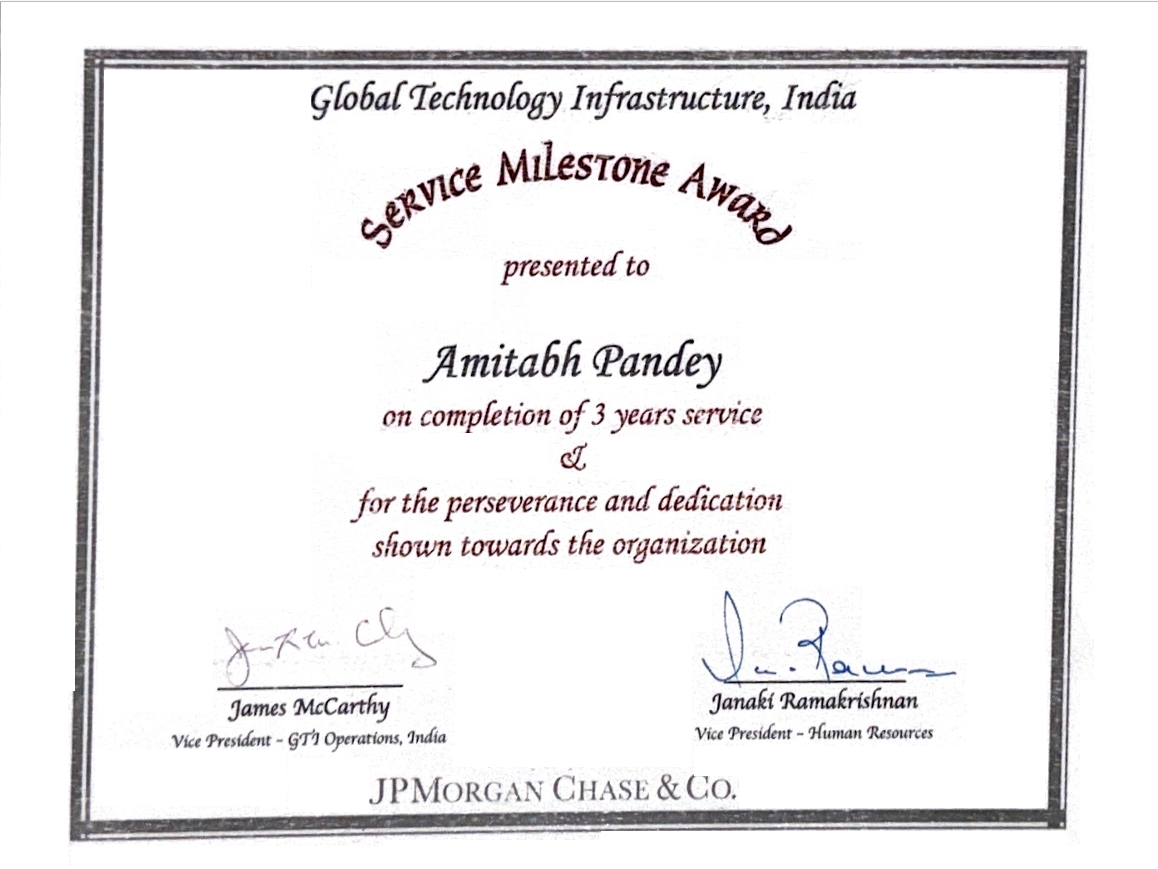 Global Technology Infrastructure, India
Service Milestone Award
presented to
Amitabh Pandey
on completion of 3 years service
&
for the perseverance and dedication
shown towards the organization
James McCarthy
Vice President - GTI Operations, India
Janaki Ramakrishnan
Vice President - Human Resources
JPMORGAN CHASE & CO.